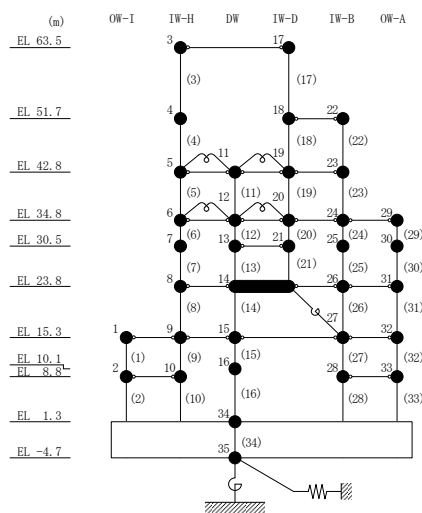 (m) OW-I IW-H DW IW-D IW-B OW-A
EL 63.5 3 17
(3) (17)
EL 51.7 4 18 22
(4) (18) (22)
EL 42.8 5 11 19 23
(5) 12 (11) 20 (19) (23)
EL 34.8 6 24 29
(6) (12) (20) (24) (29)
EL 30.5 7 13 21 25 30
(7) (13) (21) (25) (30)
EL 23.8 8 14 26 31
(8) (14) (26) (31)
27
EL 15.3 1 9 15 32
(1) (9) (15) (27) (32)
EL 10.1 16
EL 8.8 2 10 28 33
(2) (10) (16) (28) (33)
EL 1.3 34
(34)
EL -4.7 35